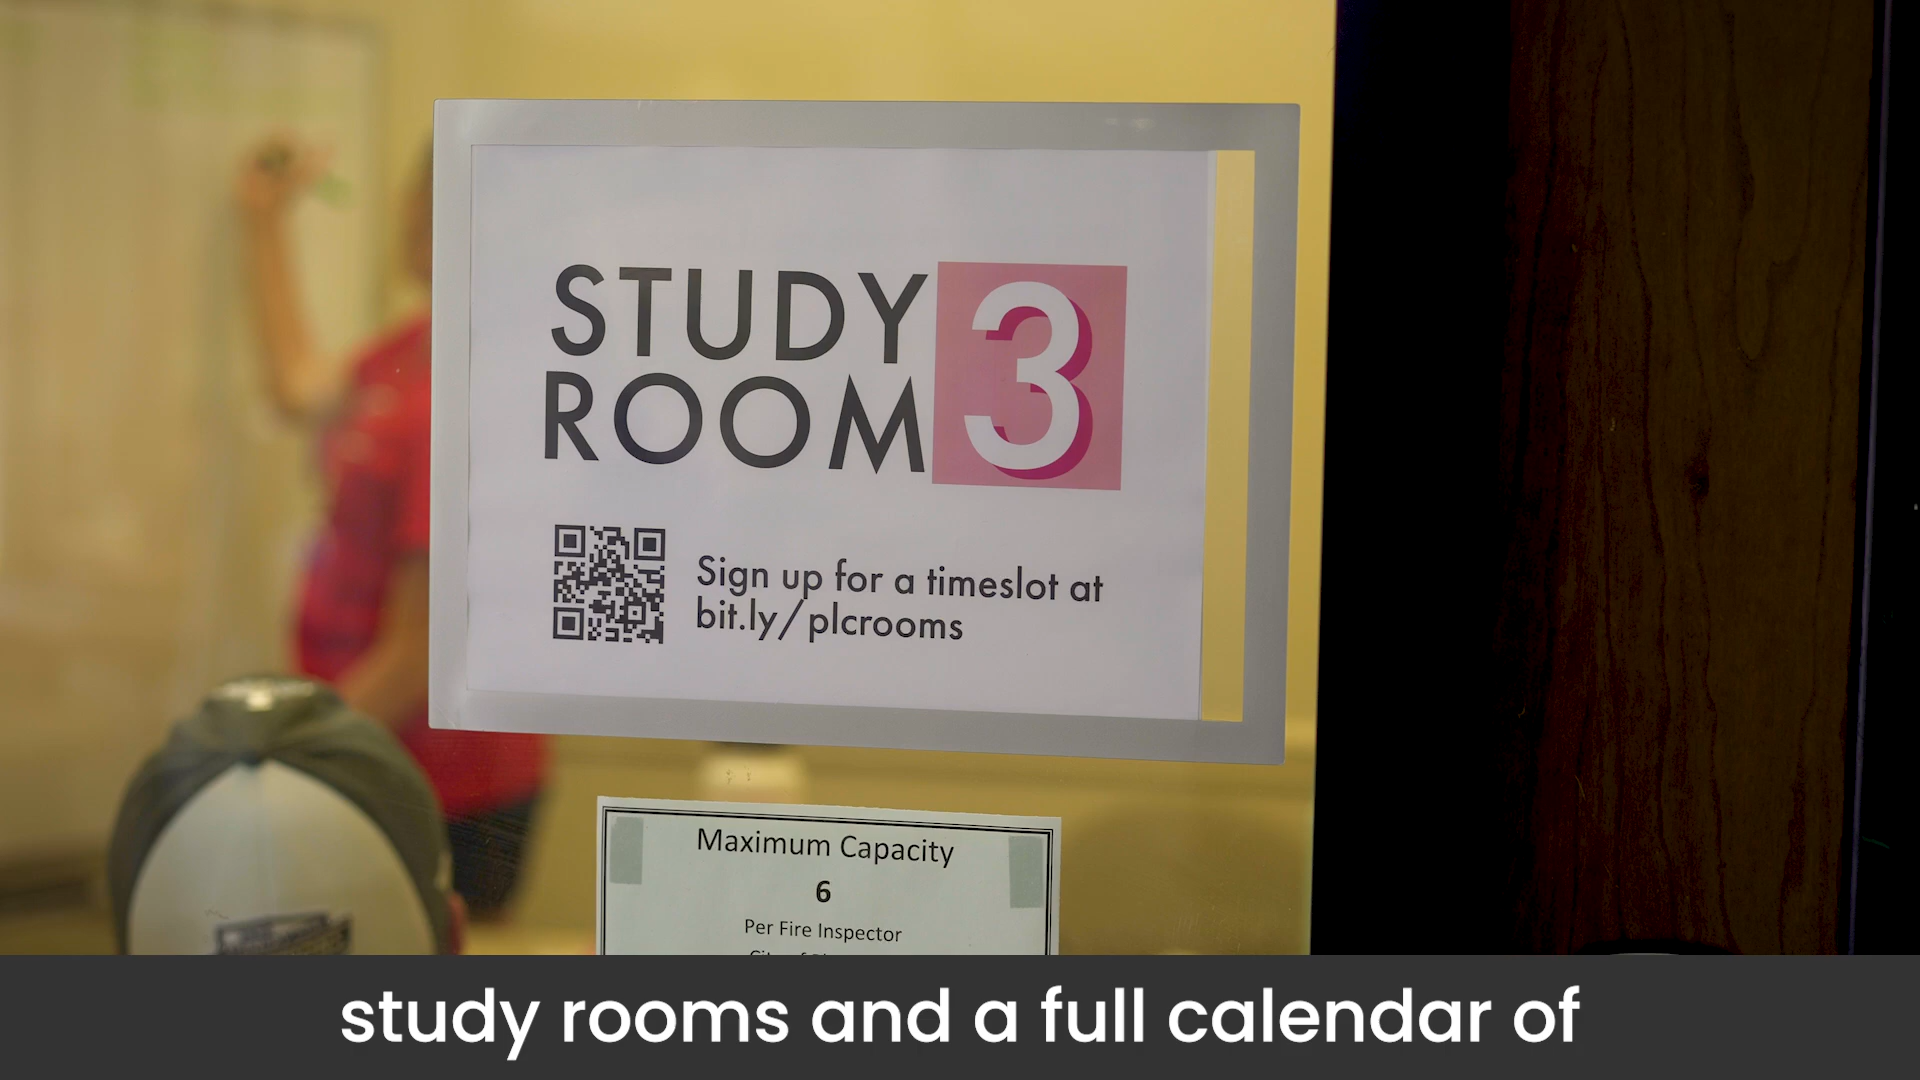 STUDY
ROOM 3
Sign up for a timeslot at
bit.ly/plcrooms
Maximum Capacity
6
Per Fire Inspector
study rooms and a full calendar of